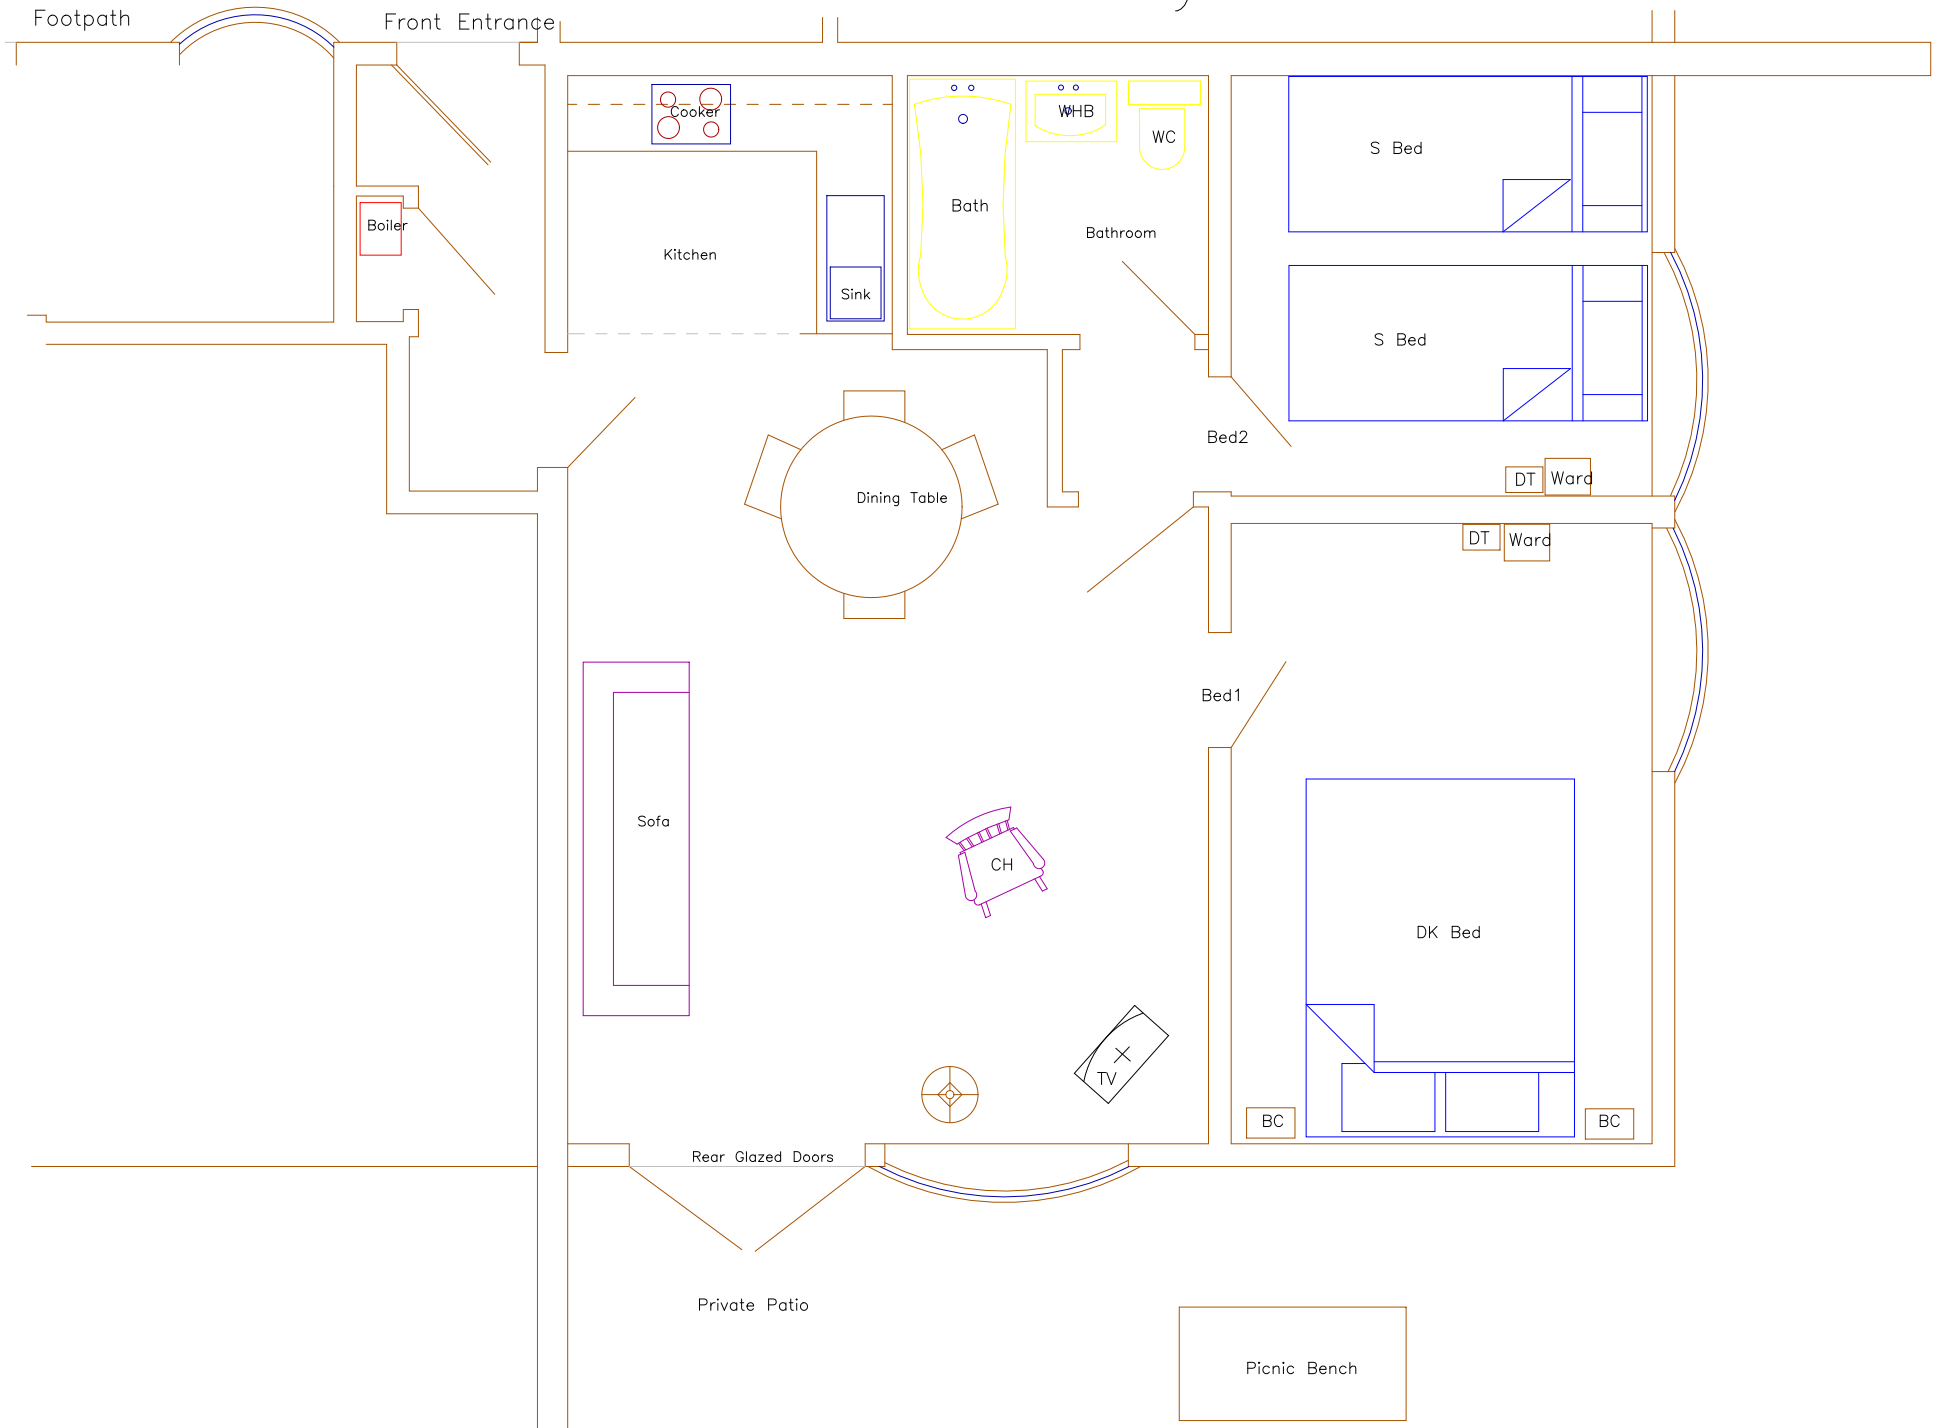 Footpath
Front Entrance
Cooker
WHB
WC
S Bed
Bath
Boiler
Bathroom
Kitchen
Sink
S Bed
Bed2
DT
Ward
Dining Table
DT
Ward
Bed1
Sofa
CH
DK Bed
TV
BC
BC
Rear Glazed Doors
Private Patio
Picnic Bench